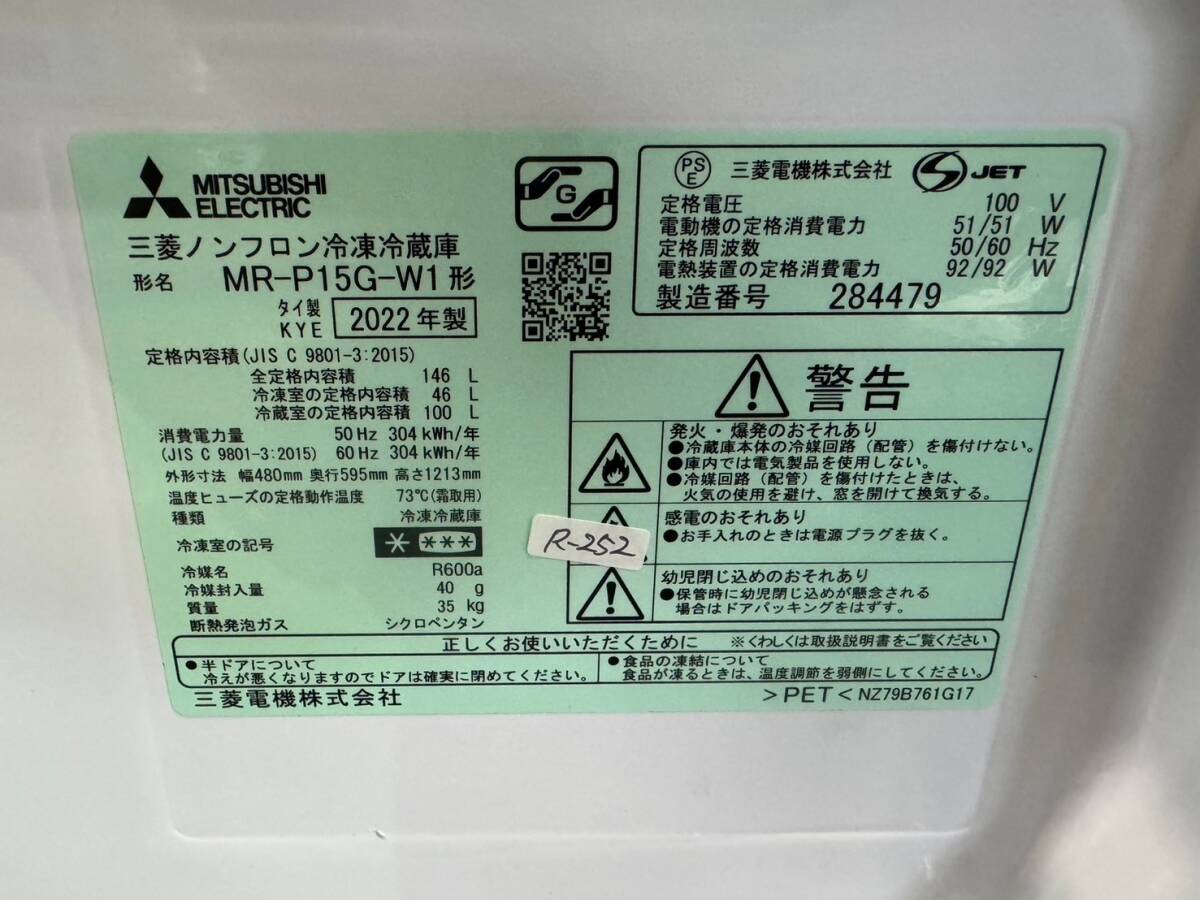 MITSUBISHI
ELECTRIC
三菱ノンフロン冷凍冷蔵庫
形名 MR-P15G-W1形
タイ製
KYE
2022年製
G
定格内容積(JIS C 9801-3:2015)
全定格内容積 146 L
冷凍室の定格内容積 46 L
冷蔵室の定格内容積 100 L
消費電力量 50Hz 304kWh/年
(JIS C 9801-3:2015) 60Hz 304kWh/年
外形寸法 幅480mm 奥行595mm 高さ1213mm
温度ヒューズの定格動作温度 73℃(霜取用)
種類 冷凍冷蔵庫
冷凍室の記号 * ***
冷媒名 R600a
冷媒封入量 40 g
質量 35 kg
断熱発泡ガス シクロペンタン
PSE 三菱電機株式会社 S JET
定格電圧 100 V
電動機の定格消費電力 51/51 W
定格周波数 50/60 Hz
電熱装置の定格消費電力 92/92 W
製造番号 284479
警告
発火・爆発のおそれあり
●冷蔵庫本体の冷媒回路(配管)を傷付けない。
●庫内では電気製品を使用しない。
●冷媒回路(配管)を傷付けたときは、
火気の使用を避け、窓を開けて換気する。
感電のおそれあり
●お手入れのときは電源プラグを抜く。
R-252
幼児閉じ込めのおそれあり
●保管時に幼児閉じ込めが懸念される
場合はドアパッキングをはずす。
正しくお使いいただくために ※くわしくは取扱説明書をご覧ください
●半ドアについて
冷えが悪くなりますのでドアは確実に閉めてください。
●食品の凍結について
食品が凍るときは、温度調節を弱側にしてください。
三菱電機株式会社
>PET< NZ79B761G17